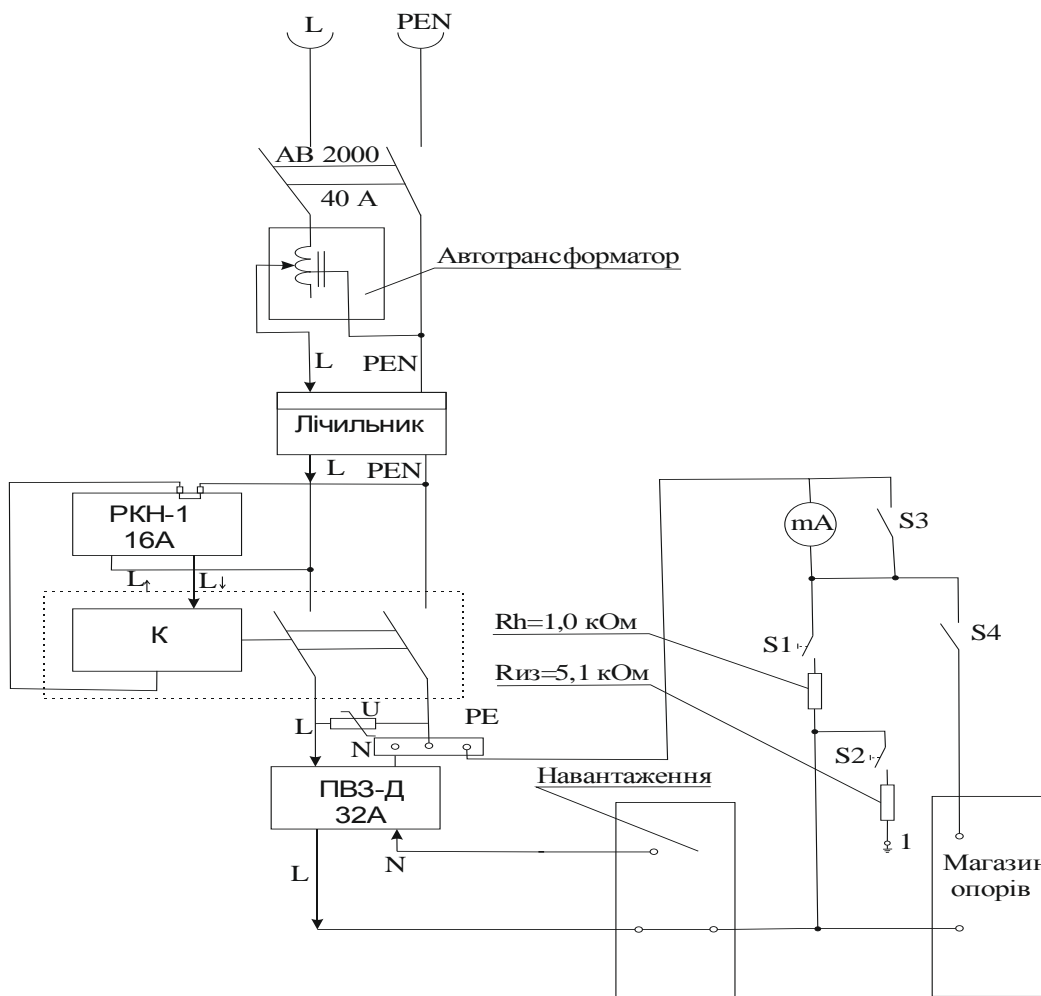 L
PEN
АВ 2000
40 А
Автотрансформатор
L
PEN
Лічильник
L
PEN
РКН-1
16А
L↑
L↓
К
mA
S3
Rh=1,0 кОм
S1
S4
Rиз=5,1 кОм
U
PE
L
N
S2
ПВЗ-Д
32А
Навантаження
1
N
L
Магазин
опорів